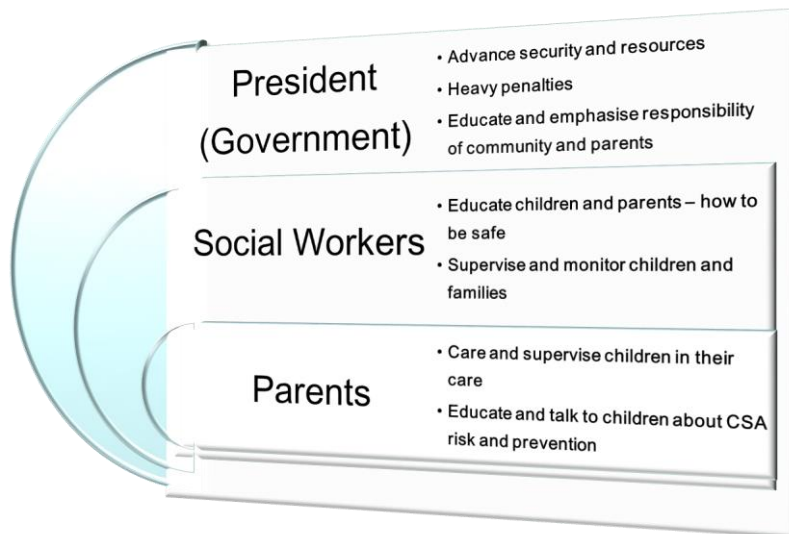 President
(Government)
• Advance security and resources
• Heavy penalties
• Educate and emphasise responsibility
of community and parents
Social Workers
• Educate children and parents – how to
be safe
• Supervise and monitor children and
families
Parents
• Care and supervise children in their
care
• Educate and talk to children about CSA
risk and prevention